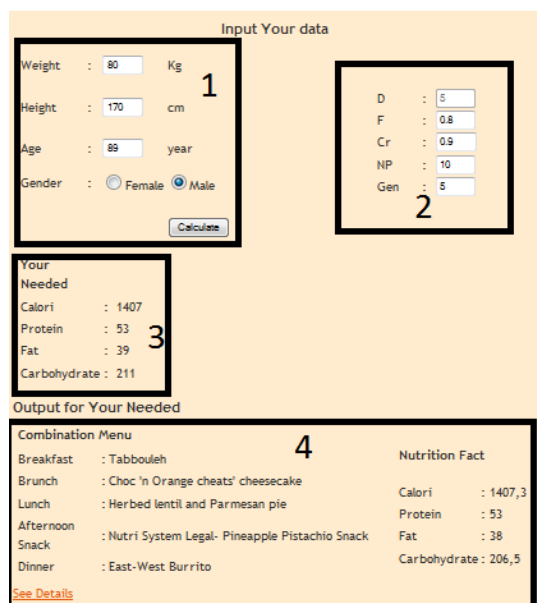 Input Your data
Weight : 80 Kg
1
Height : 170 cm
Age : 89 year
Gender : Female Male
Calculate
D : 5
F : 0.8
Cr : 0.9
NP : 10
Gen : 5
2
Your
Needed
Calori : 1407
Protein : 53
3
Fat : 39
Carbohydrate : 211
Output for Your Needed
Combination Menu
4
Breakfast : Tabbouleh
Brunch : Choc 'n Orange cheats' cheesecake
Lunch : Herbed lentil and Parmesan pie
Afternoon
Snack : Nutri System Legal- Pineapple Pistachio Snack
Dinner : East-West Burrito
See Details
Nutrition Fact
Calori : 1407,3
Protein : 53
Fat : 38
Carbohydrate : 206,5